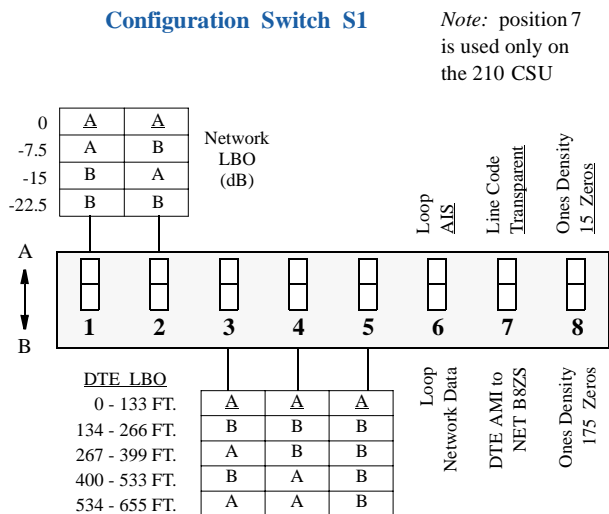 Configuration Switch S1
Note: position 7
is used only on
the 210 CSU
0 A A
-7.5 A B
-15 B A
-22.5 B B
Network
LBO
(dB)
Loop
AIS
Line Code
Transparent
Ones Density
15 Zeros
A
B
1 2 3 4 5 6 7 8
DTE LBO
0 - 133 FT. A A A
134 - 266 FT. B B B
267 - 399 FT. A B B
400 - 533 FT. B A B
534 - 655 FT. A A B
Loop
Network Data
DTE AMI to
NET B8ZS
Ones Density
175 Zeros